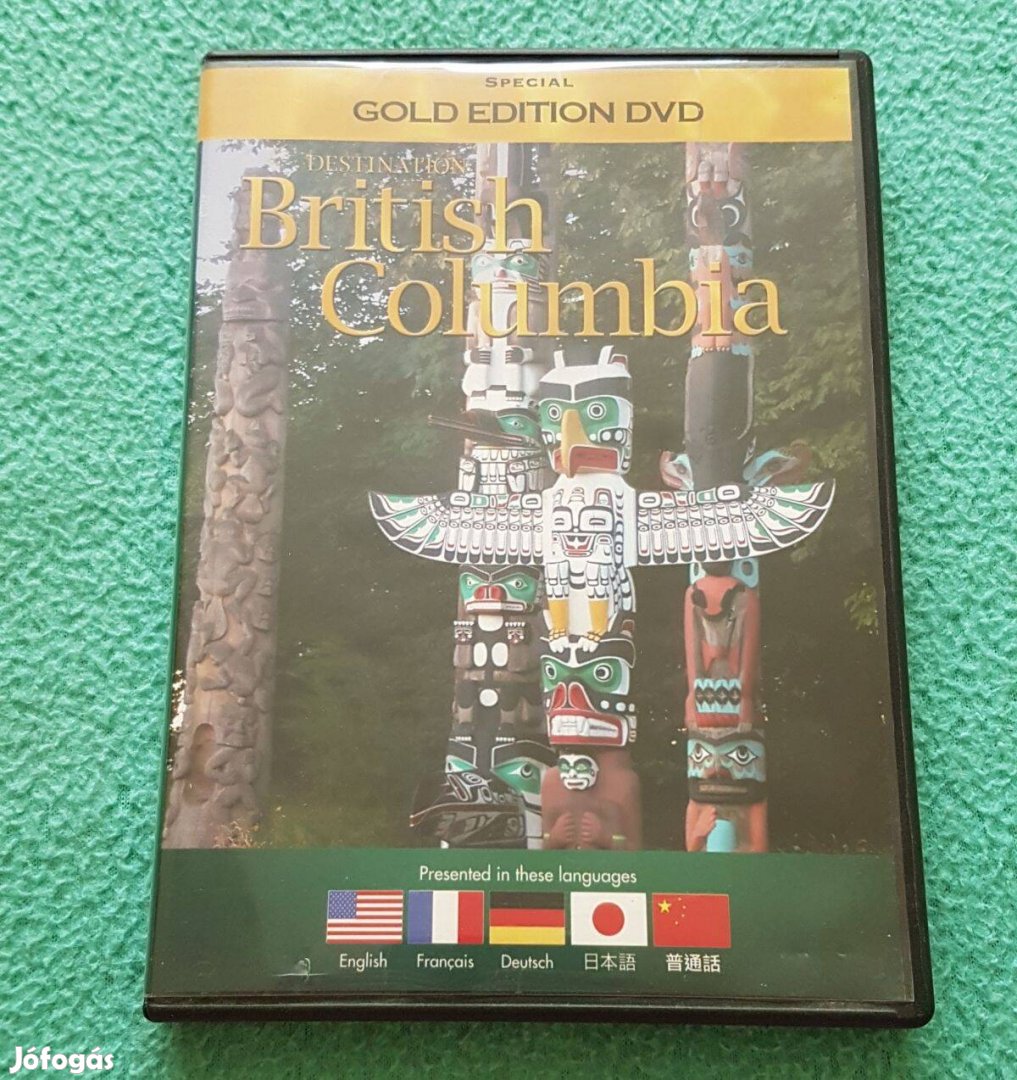 SPECIAL
GOLD EDITION DVD
DESTINATION
British
Columbia
Presented in these languages
English Français Deutsch 日本語 普通話
Jófogás